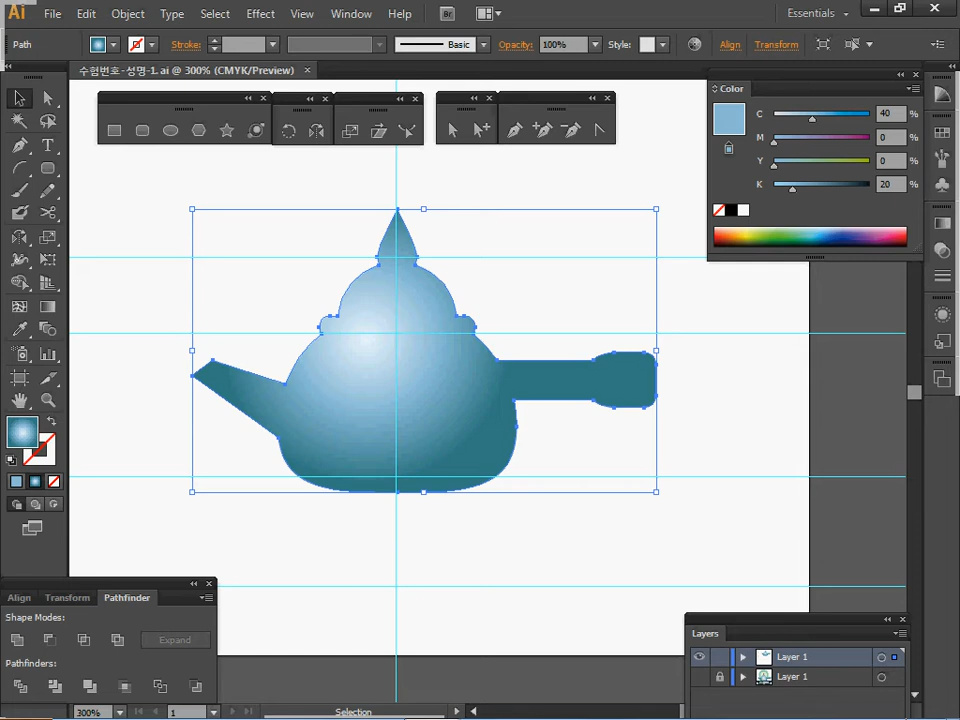 Ai File Edit Object Type Select Effect View Window Help Br Essentials
Path Stroke: Basic Opacity: 100% Style: Align Transform
수험번호-성명-1.ai @ 300% (CMYK/Preview)
Color
C 40 %
M 0 %
Y 0 %
K 20 %
T
Align Transform Pathfinder
Shape Modes:
Expand
Pathfinders:
Layers
Layer 1
Layer 1
300% 1 Selection